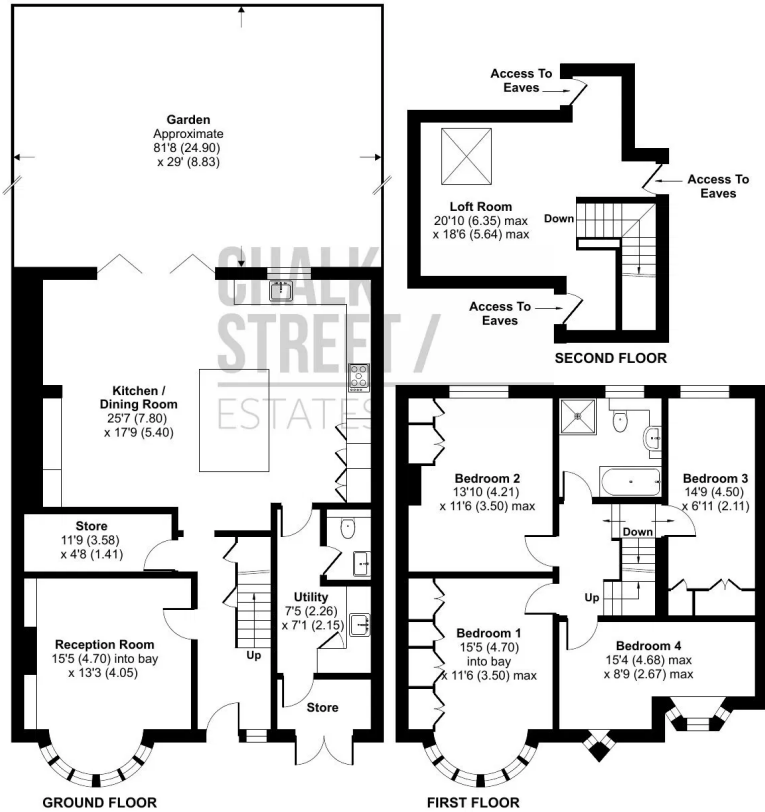 Garden
Approximate
81'8 (24.90)
x 29' (8.83)
Access To
Eaves
Access To
Eaves
Loft Room
20'10 (6.35) max
x 18'6 (5.64) max
Down
Access To
Eaves
SECOND FLOOR
CHALK
STREET /
ESTATES
Kitchen /
Dining Room
25'7 (7.80)
x 17'9 (5.40)
Store
11'9 (3.58)
x 4'8 (1.41)
Utility
7'5 (2.26)
x 7'1 (2.15)
Reception Room
15'5 (4.70) into bay
x 13'3 (4.05)
Up
Store
GROUND FLOOR
Bedroom 2
13'10 (4.21)
x 11'6 (3.50) max
Bedroom 3
14'9 (4.50)
x 6'11 (2.11)
Down
Up
Bedroom 1
15'5 (4.70)
into bay
x 11'6 (3.50) max
Bedroom 4
15'4 (4.68) max
x 8'9 (2.67) max
FIRST FLOOR